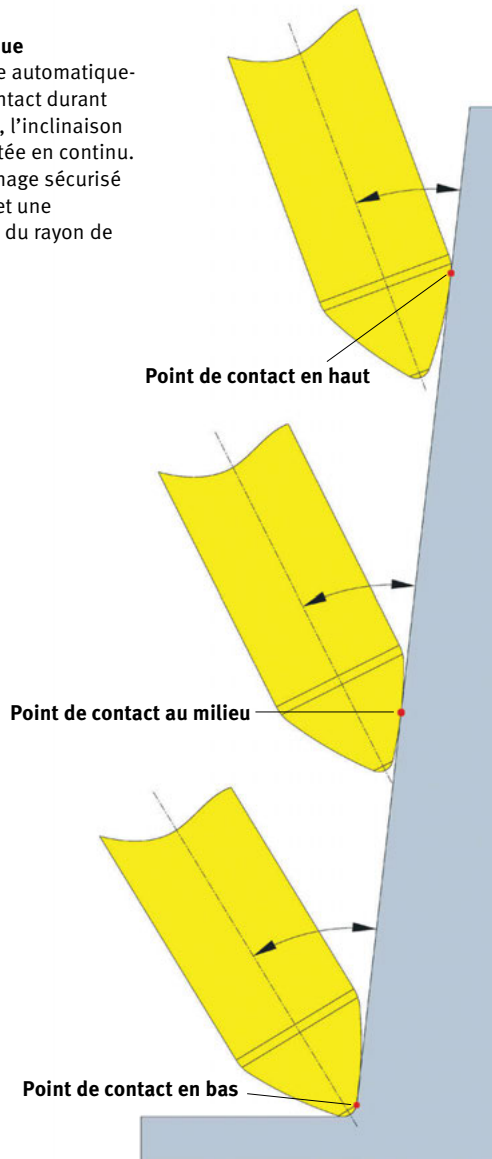 ue
e automatique-
ntact durant
, l’inclinaison
tée en continu.
nage sécurisé
et une
du rayon de
Point de contact en haut
Point de contact au milieu
Point de contact en bas